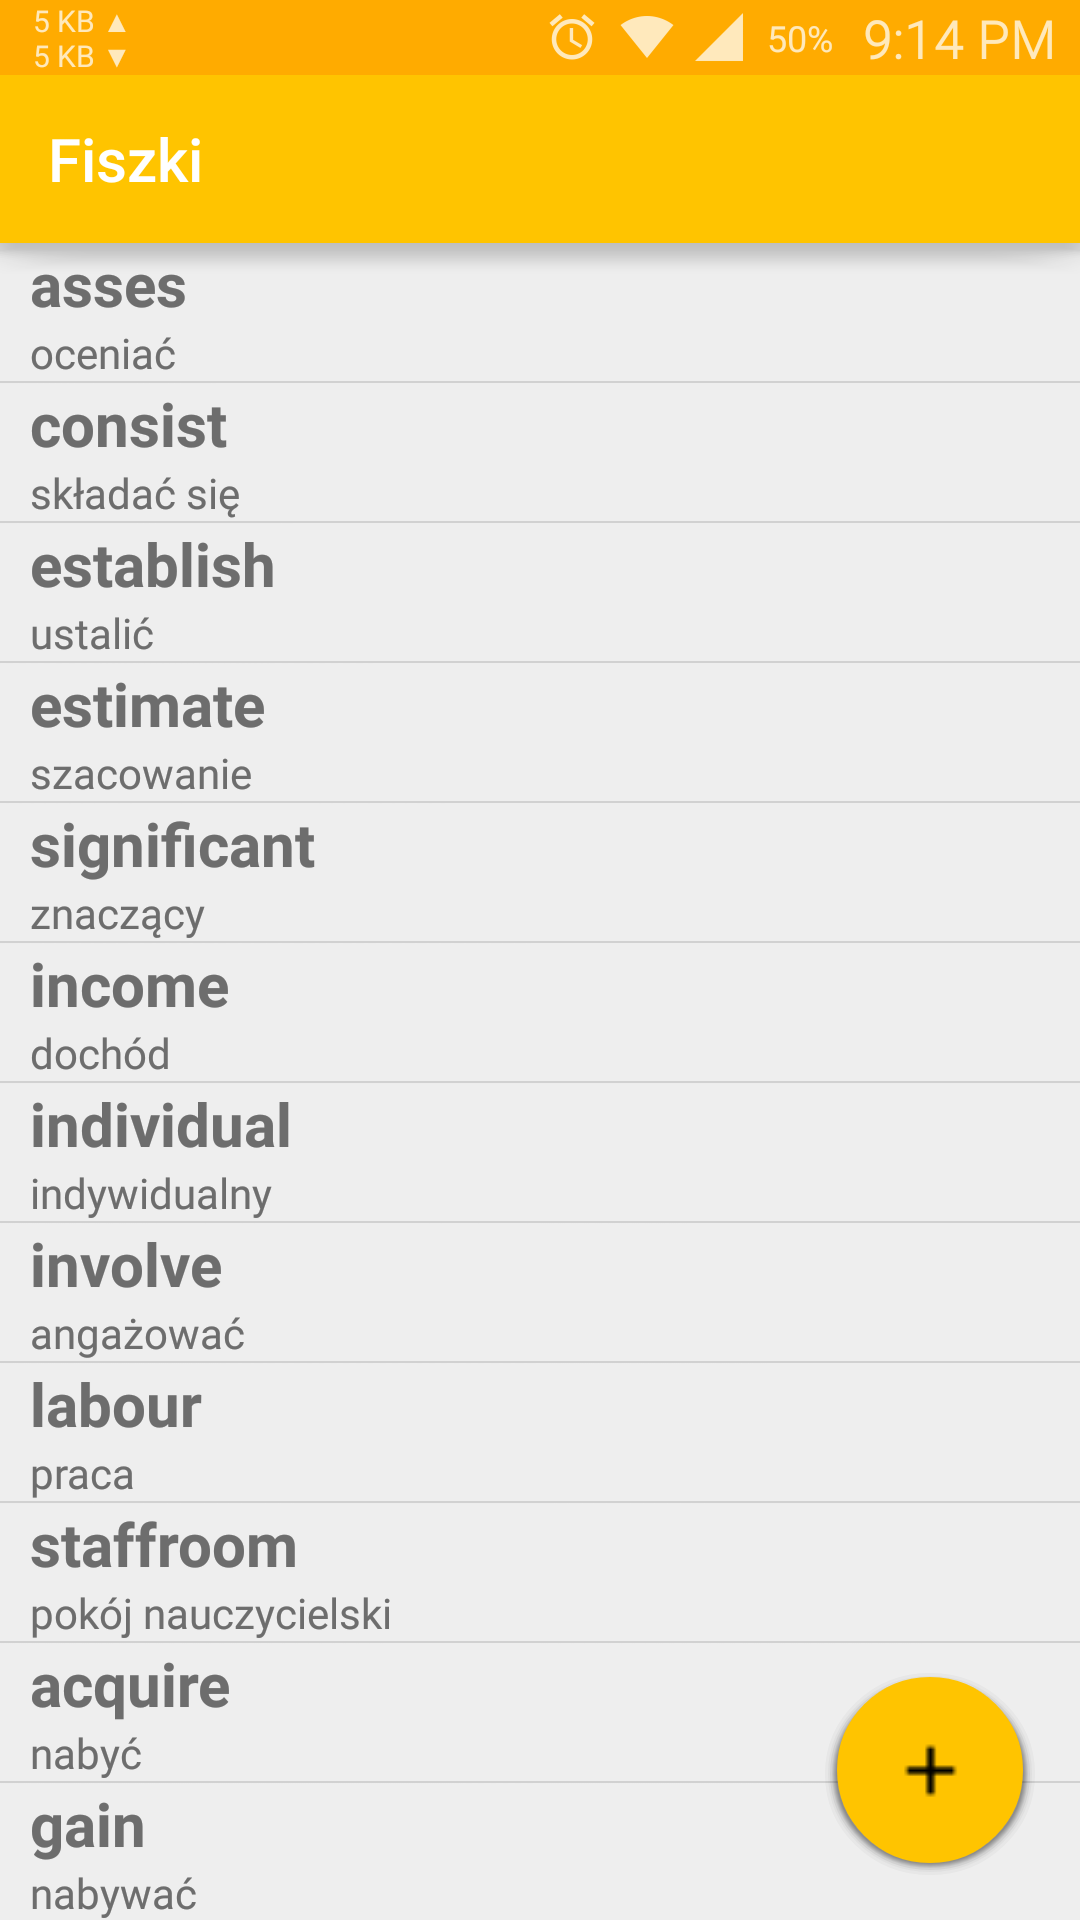 5 KB ▲
5 KB ▼
50% 9:14 PM
Fiszki
asses
oceniać
consist
składać się
establish
ustalić
estimate
szacowanie
significant
znaczący
income
dochód
individual
indywidualny
involve
angażować
labour
praca
staffroom
pokój nauczycielski
acquire
nabyć
gain
nabywać